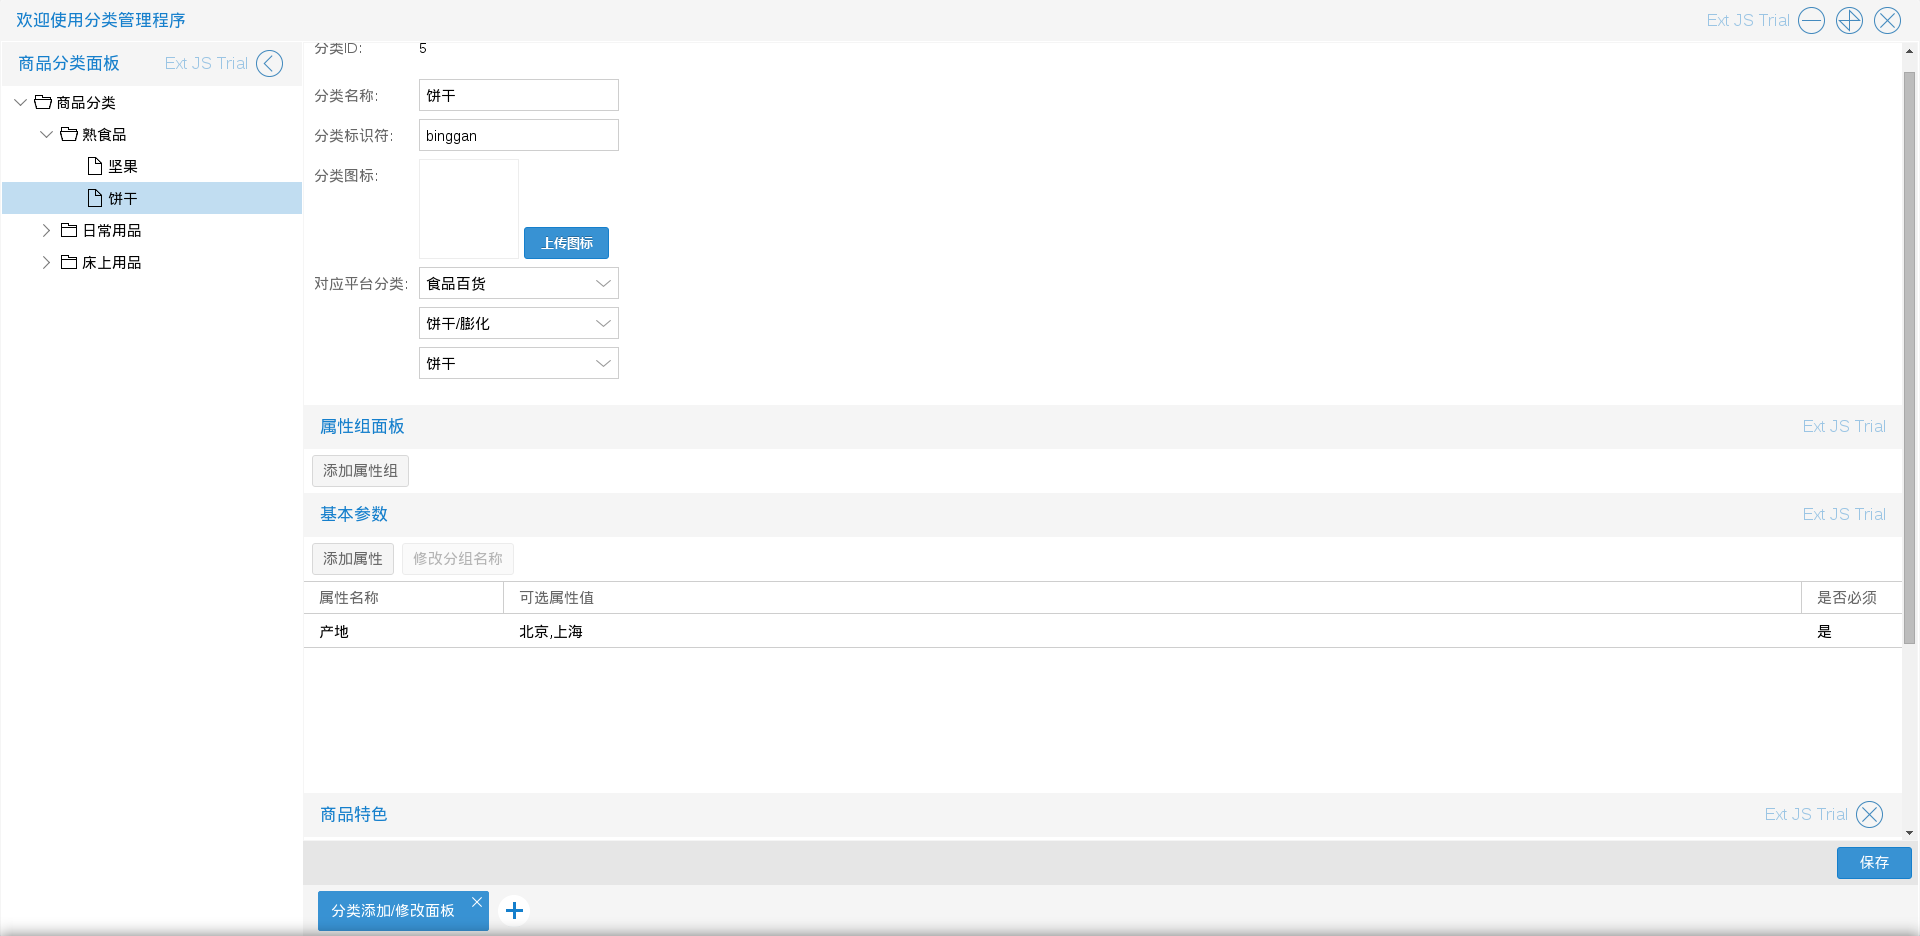 欢迎使用分类管理程序 Ext JS Trial
商品分类面板 Ext JS Trial
商品分类
熟食品
坚果
饼干
日常用品
床上用品
分类ID: 5
分类名称: 饼干
分类标识符: binggan
分类图标:
上传图标
对应平台分类: 食品百货
饼干/膨化
饼干
属性组面板 Ext JS Trial
添加属性组
基本参数 Ext JS Trial
添加属性 修改分组名称
属性名称 可选属性值 是否必须
产地 北京,上海 是
商品特色 Ext JS Trial
保存
分类添加/修改面板